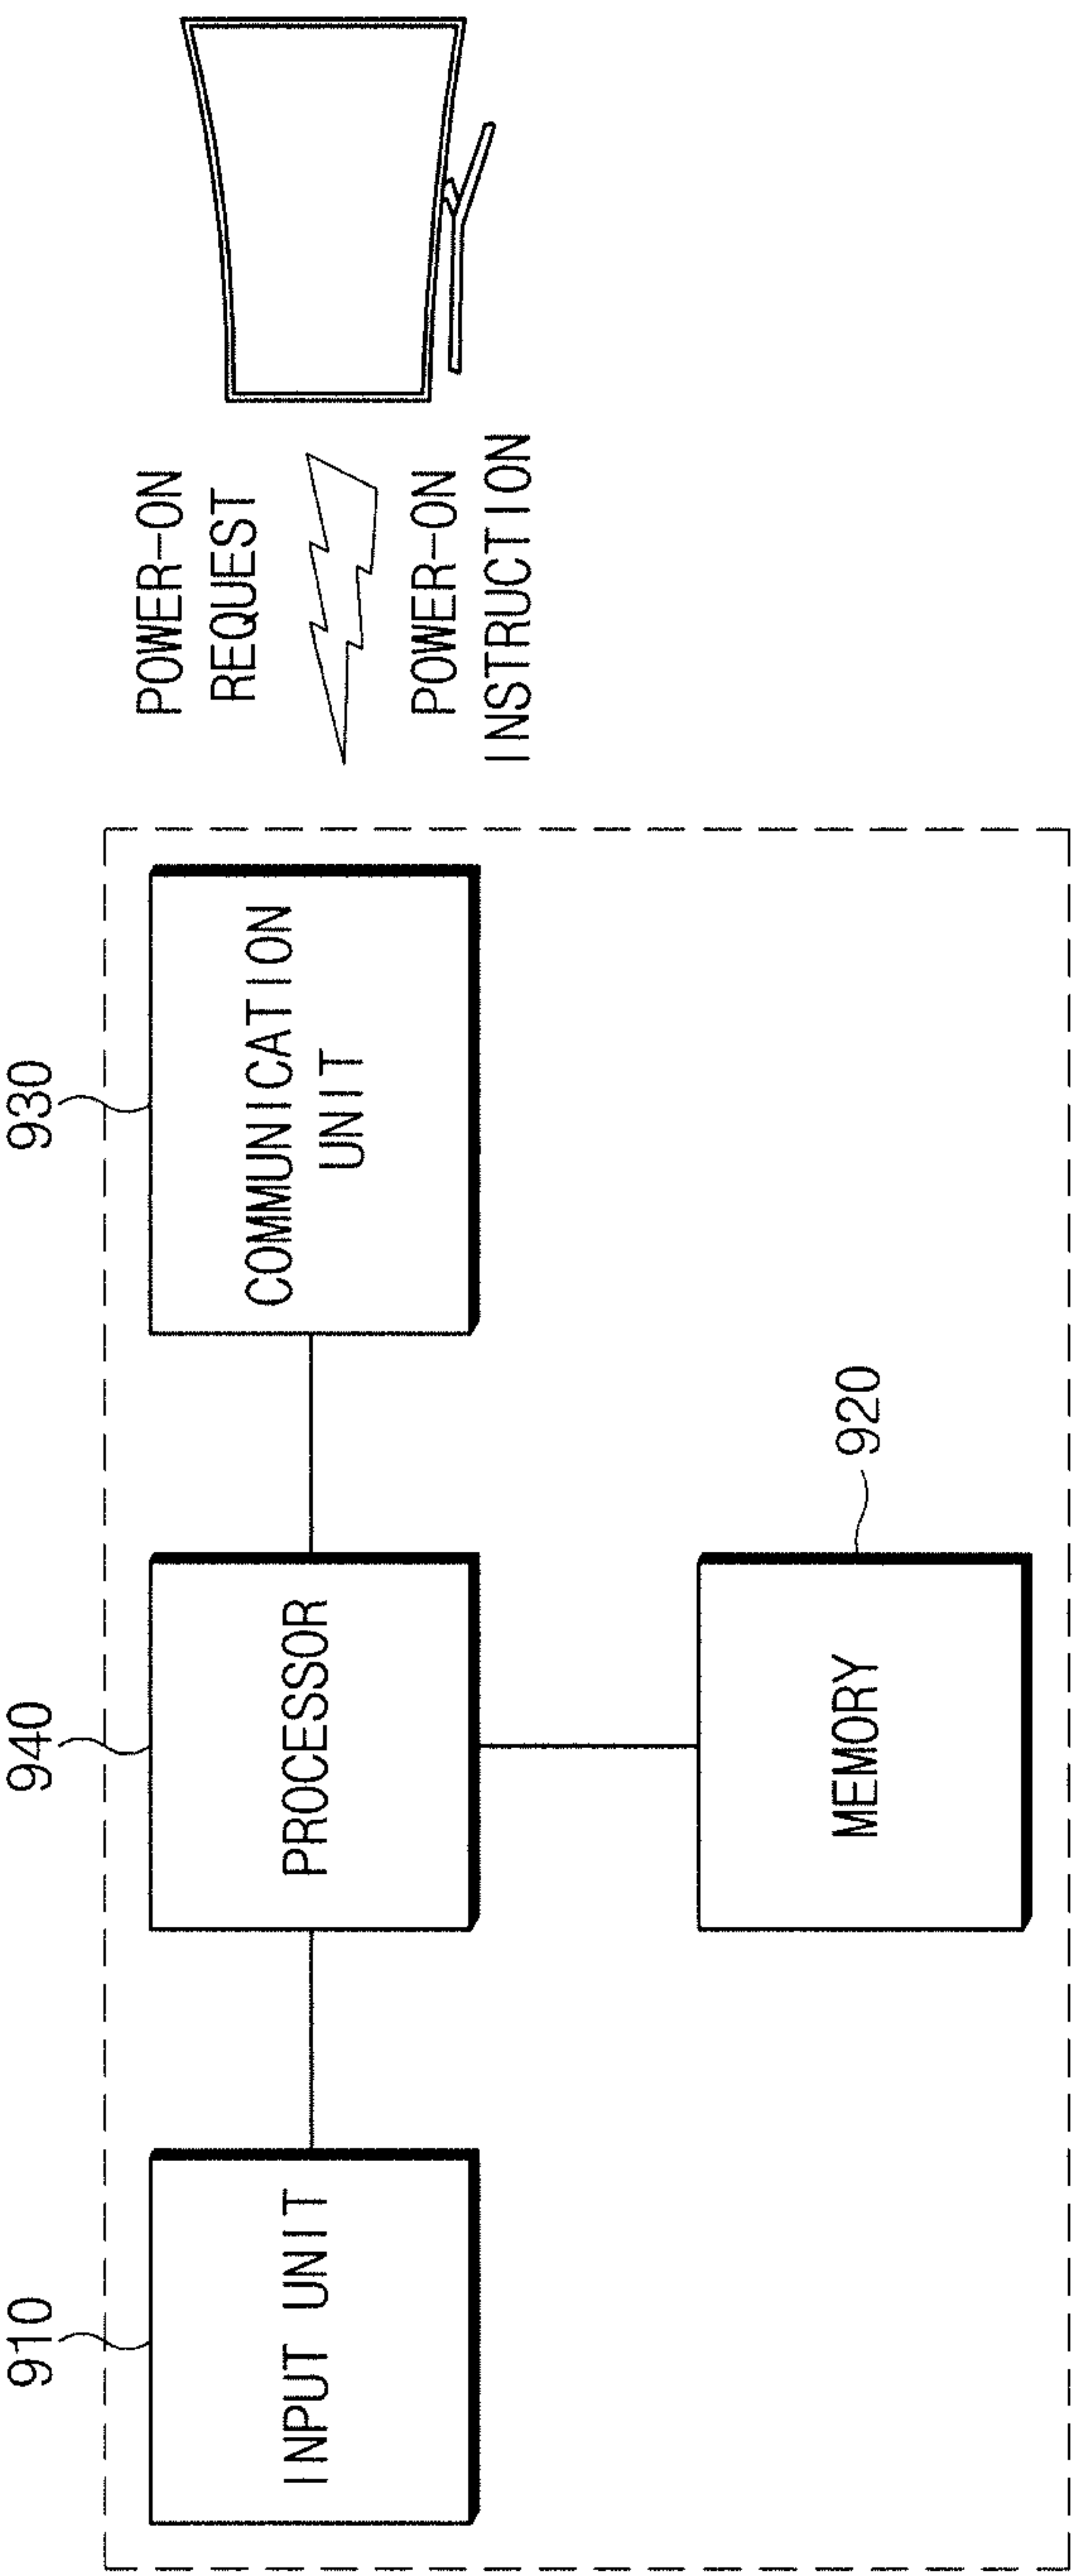 910
940
930
INPUT UNIT
PROCESSOR
COMMUNICATION
UNIT
POWER-ON
REQUEST
POWER-ON
INSTRUCTION
MEMORY
920